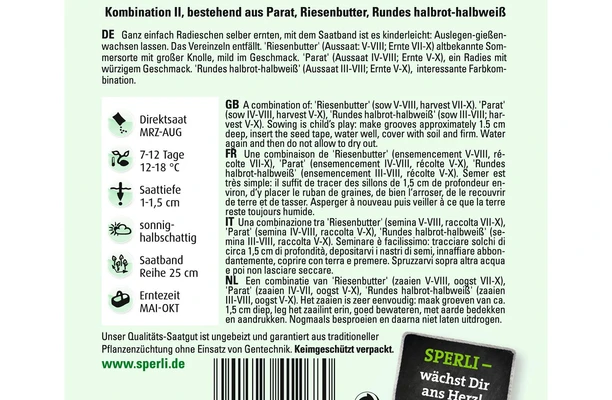 Kombination II, bestehend aus Parat, Riesenbutter, Rundes halbrot-halbweiß
DE Ganz einfach Radieschen selber ernten, mit dem Saatband ist es kinderleicht: Auslegen-gießen-
wachsen lassen. Das Vereinzeln entfällt. 'Riesenbutter' (Aussaat: V-VIII; Ernte VII-X) altbekannte Som-
mersorte mit großer Knolle, mild im Geschmack. 'Parat' (Aussaat IV-VIII; Ernte V-X), ein Radies mit
würzigem Geschmack. 'Rundes halbrot-halbweiß' (Aussaat III-VIII; Ernte V-X), interessante Farbkom-
bination.
Direktsaat
MRZ-AUG
7-12 Tage
12-18 °C
Saattiefe
1-1,5 cm
sonnig-
halbschattig
Saatband
Reihe 25 cm
Erntezeit
MAI-OKT
GB A combination of: 'Riesenbutter' (sow V-VIII, harvest VII-X). 'Parat'
(sow IV-VIII, harvest V-X), 'Rundes halbrot-halbweiß' (sow III-VIII; har-
vest V-X). Sowing is child's play: make grooves approximately 1.5 cm
deep, insert the seed tape, water well, cover with soil and firm. Water
again and then do not allow to dry out.
FR Une combinaison de 'Riesenbutter' (ensemencement V-VIII, ré-
colte VII-X), 'Parat' (ensemencement IV-VIII, récolte V-X), 'Rundes
halbrot-halbweiß' (ensemencement III-VIII, récolte V-X). Semer est
très simple: il suffit de tracer des sillons de 1,5 cm de profondeur en-
viron, d'y placer le ruban de graines, de bien l'arroser, de le recouvrir
de terre et de tasser. Asperger à nouveau puis veiller à ce que la terre
reste toujours humide.
IT Una combinazione tra 'Riesenbutter' (semina V-VIII, raccolta VII-X),
'Parat' (semina IV-VIII, raccolta V-X), 'Rundes halbrot-halbweiß' (se-
mina III-VIII, raccolta V-X). Seminare è facilissimo: tracciare solchi di
circa 1,5 cm di profondità, depositarvi i nastri di semi, innaffiare abbon-
dantemente, coprire con terra e premere. Spruzzarvi sopra altra acqua
e poi non lasciare seccare.
NL Een combinatie van 'Riesenbutter' (zaaien V-VIII, oogst VII-X),
'Parat' (zaaien IV-VIII, oogst V-X), 'Rundes halbrot-halbweiß' (zaaien
III-VIII, oogst V-X). Het zaaien is zeer eenvoudig: maak groeven van ca.
1,5 cm diep, leg het zaailint erin, goed bewateren, met aarde bedekken
en aandrukken. Nogmaals besproeien en daarna niet laten uitdrogen.
Unser Qualitäts-Saatgut ist ungebeizt und garantiert aus traditioneller
Pflanzenzüchtung ohne Einsatz von Gentechnik. Keimgeschützt verpackt.
www.sperli.de
SPERLI –
wächst Dir
ans Herz!